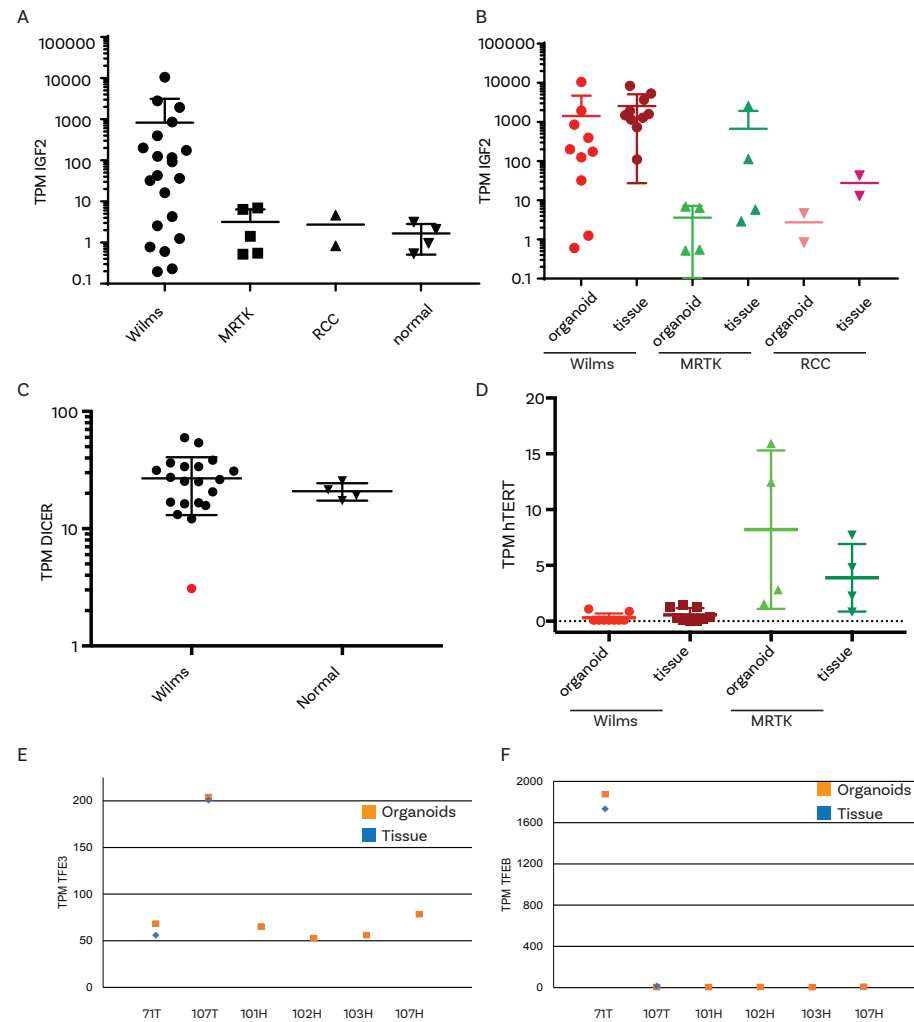 A
TPM IGF2
100000
10000
1000
100
10
1
0.1
Wilms
MRTK
RCC
normal
B
TPM IGF2
100000
10000
1000
100
10
1
0.1
organoid
tissue
organoid
tissue
organoid
tissue
Wilms
MRTK
RCC
C
TPM DICER
100
10
1
Wilms
Normal
D
TPM hTERT
20
15
10
5
0
organoid
tissue
organoid
tissue
Wilms
MRTK
E
TPM TFE3
200
150
100
50
0
Organoids
Tissue
71T
107T
101H
102H
103H
107H
F
TPM TFEB
2000
1600
1200
800
400
0
Organoids
Tissue
71T
107T
101H
102H
103H
107H